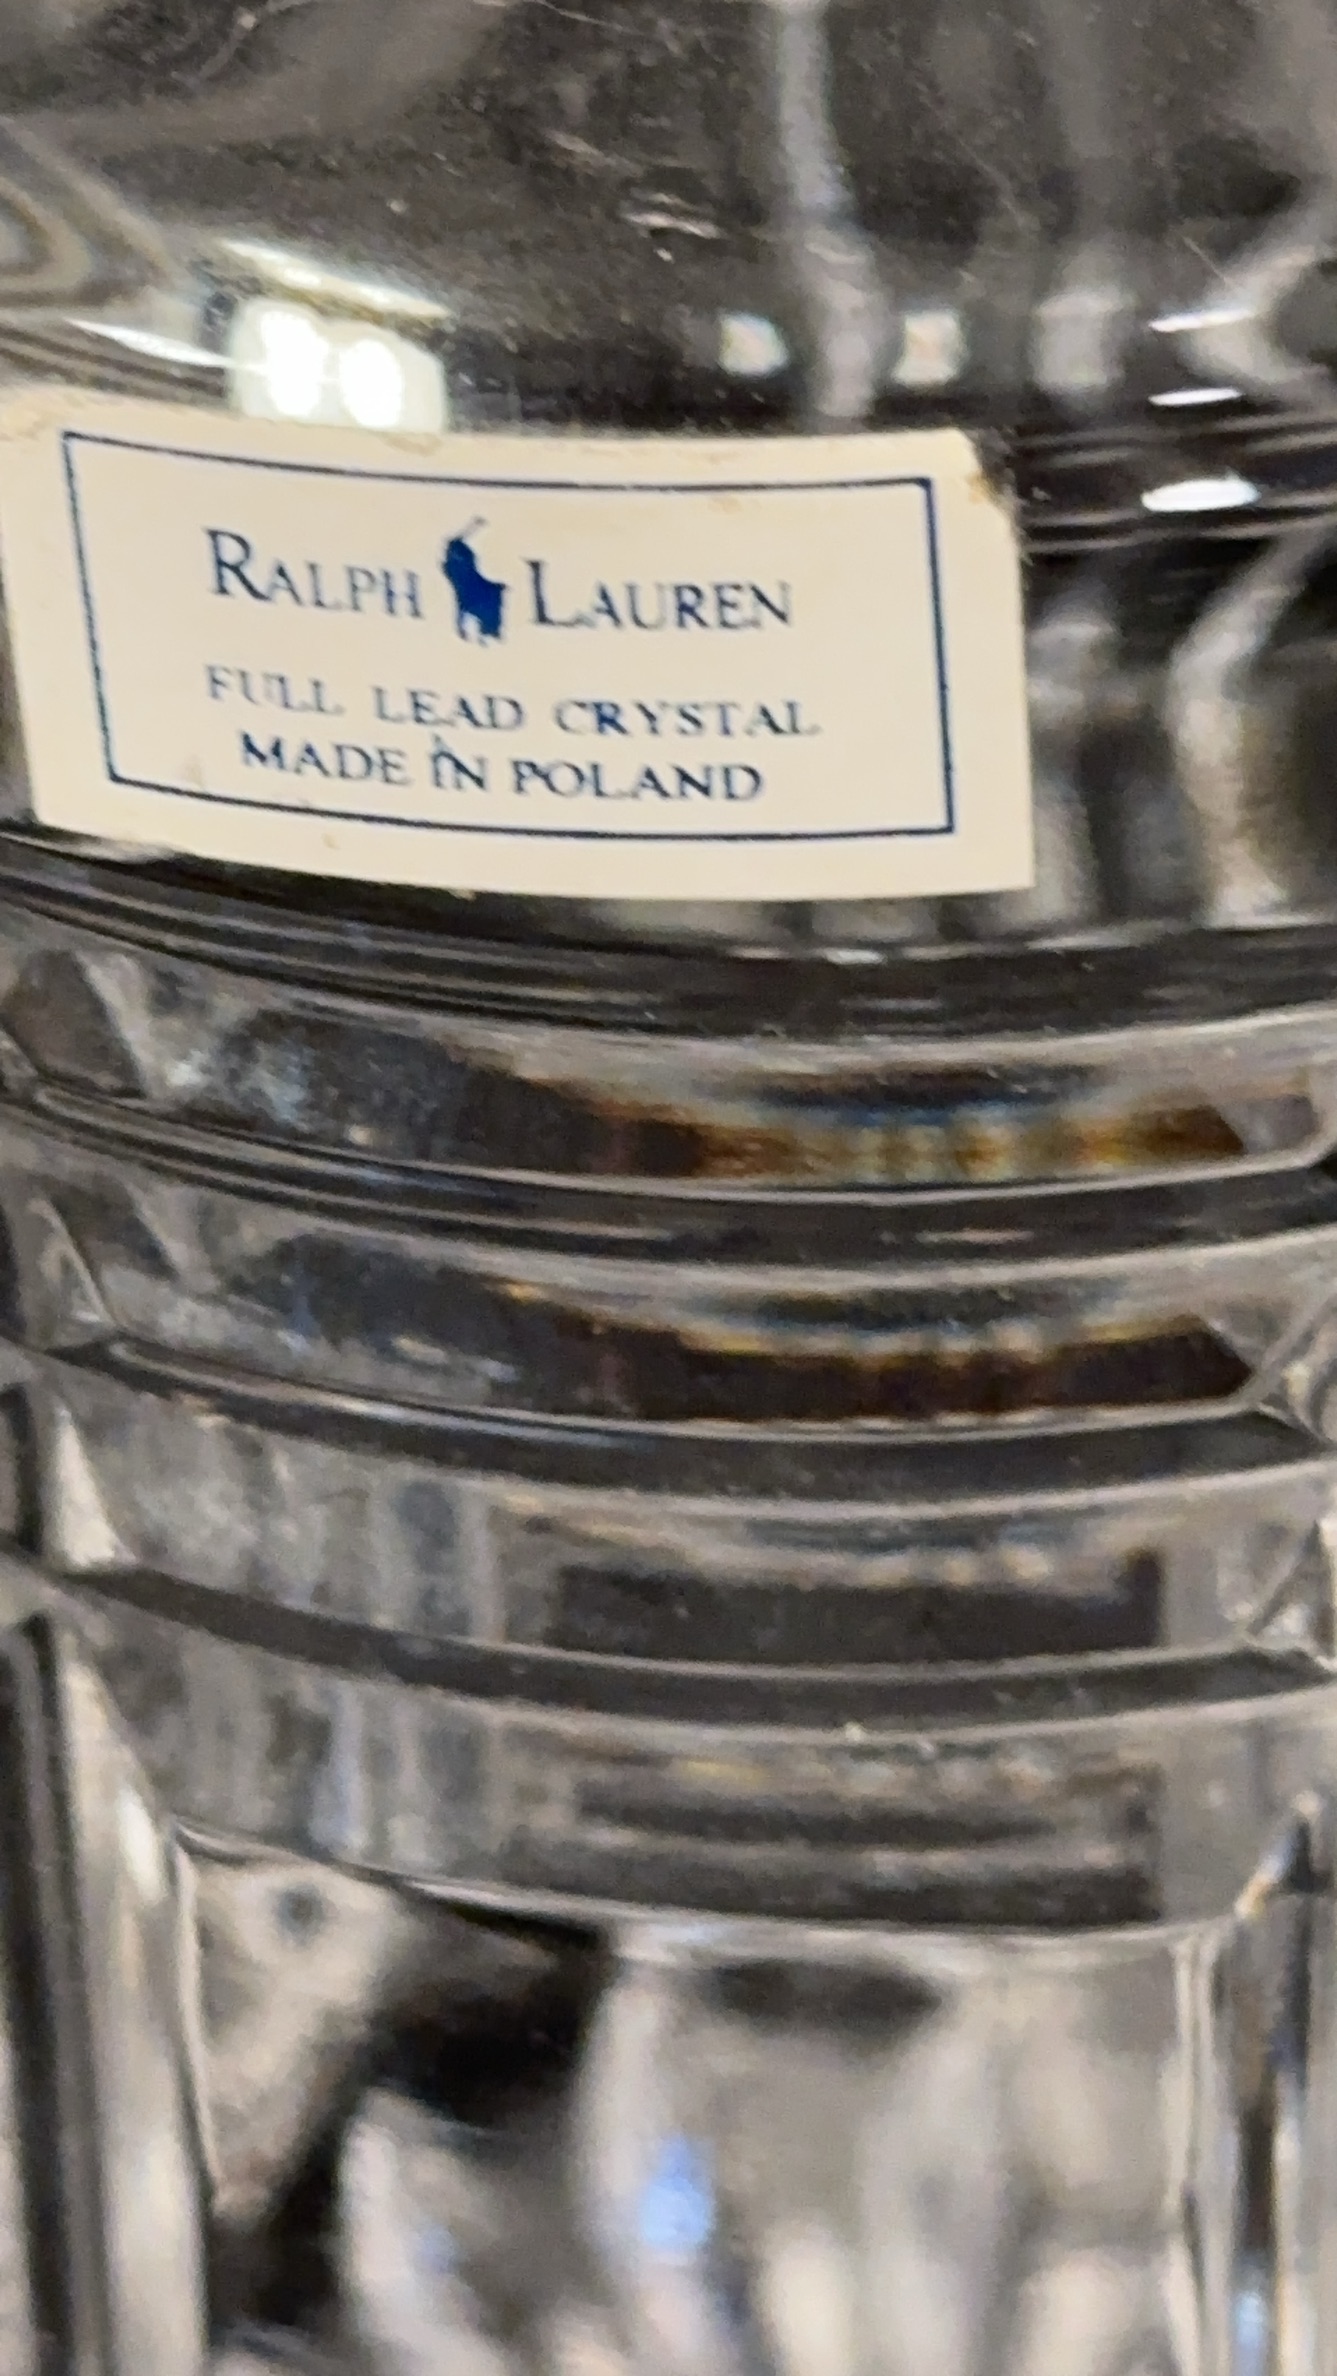 RALPH LAUREN
FULL LEAD CRYSTAL
MADE IN POLAND